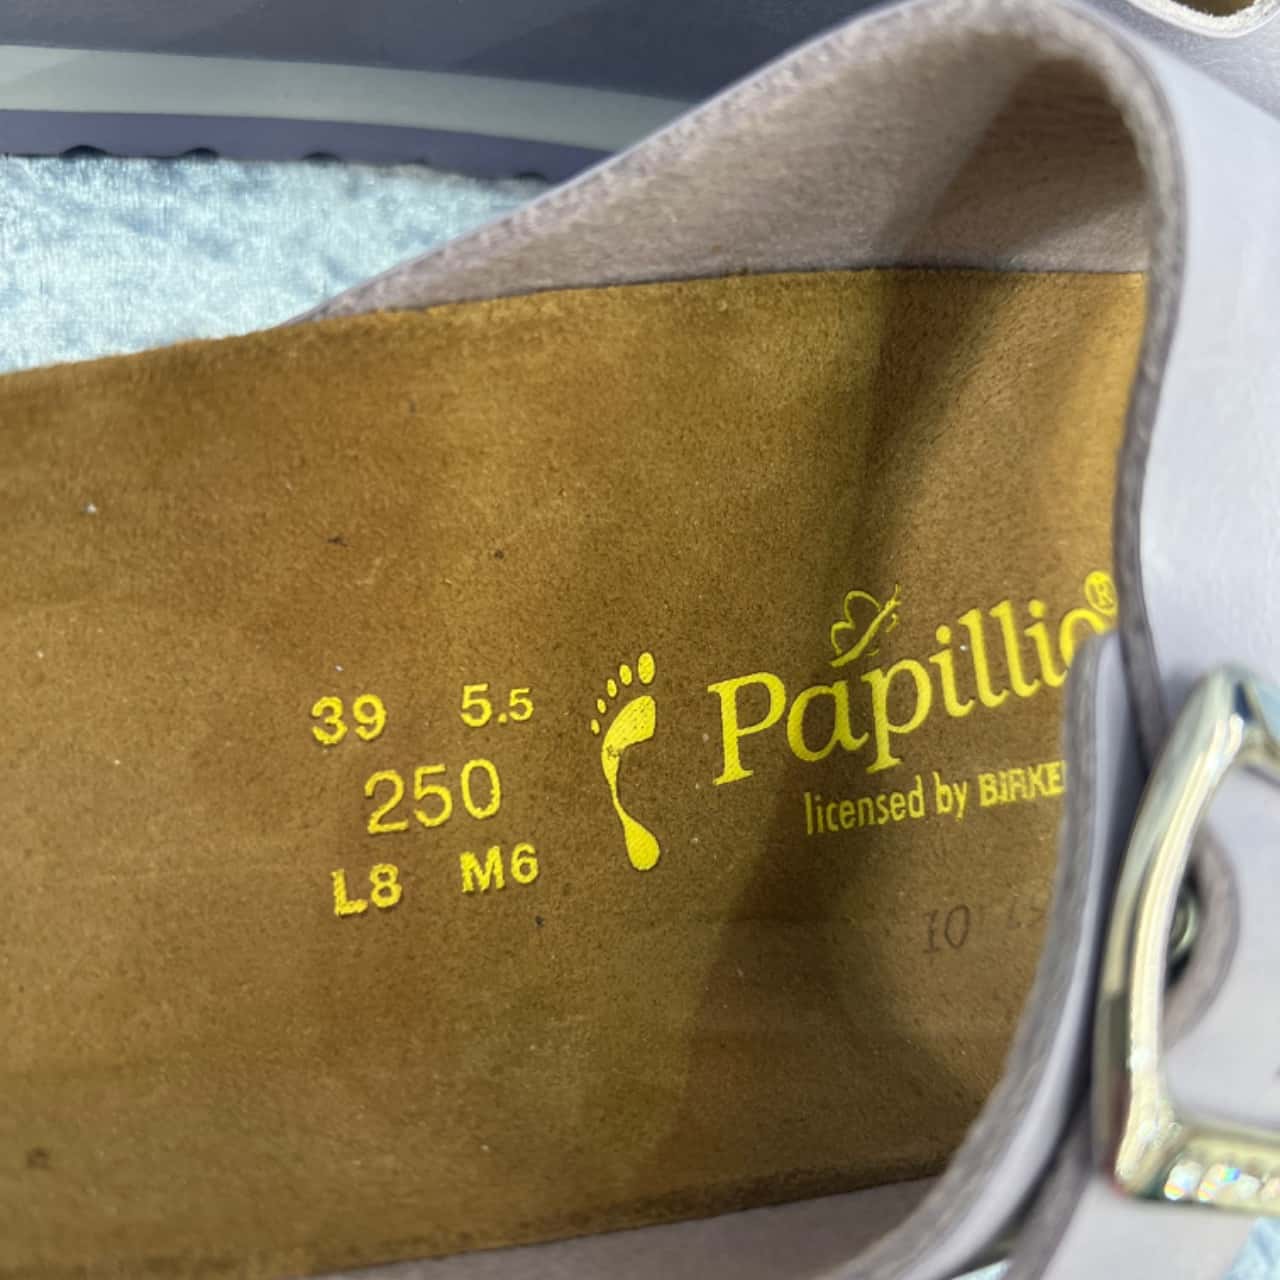 39 5.5
250
L8 M6
Papillio®
licensed by BIRKE
10